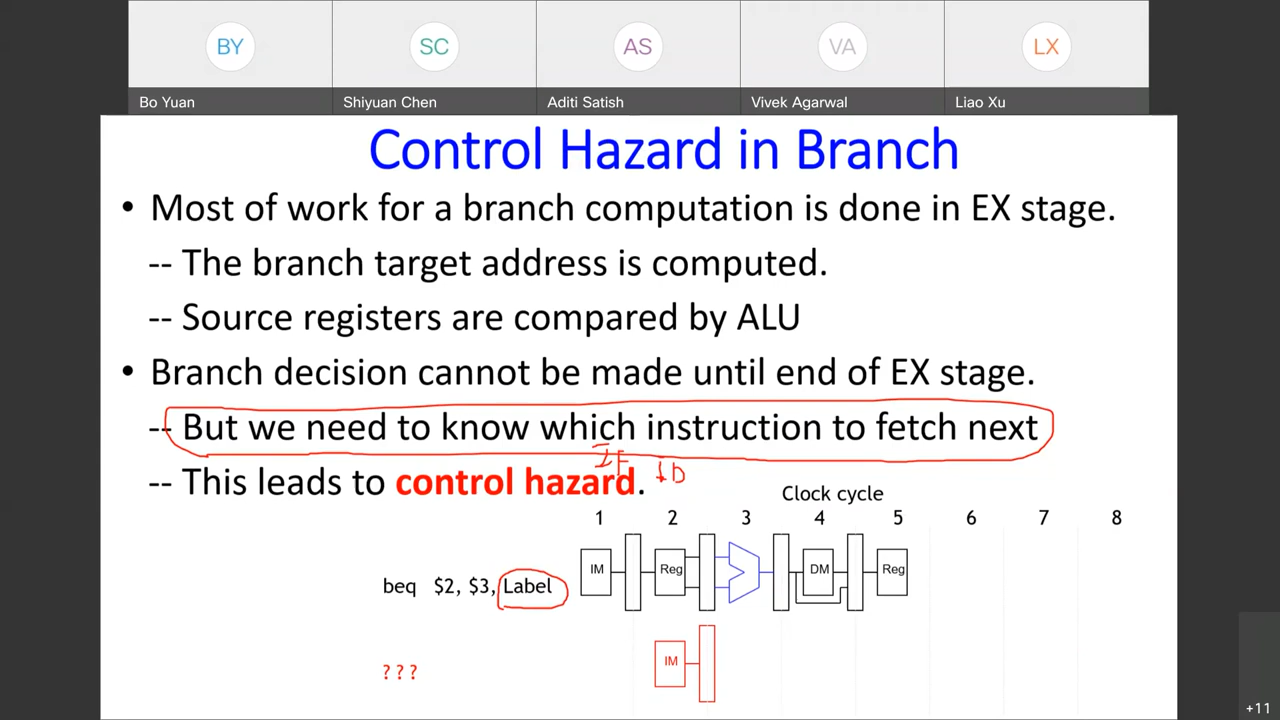 BY SC AS VA LX
Bo Yuan Shiyuan Chen Aditi Satish Vivek Agarwal Liao Xu
Control Hazard in Branch
• Most of work for a branch computation is done in EX stage.
-- The branch target address is computed.
-- Source registers are compared by ALU
• Branch decision cannot be made until end of EX stage.
-- But we need to know which instruction to fetch next
IF ID
-- This leads to control hazard.
Clock cycle
1 2 3 4 5 6 7 8
IM Reg DM Reg
beq $2, $3, Label
IM
? ? ?
+11